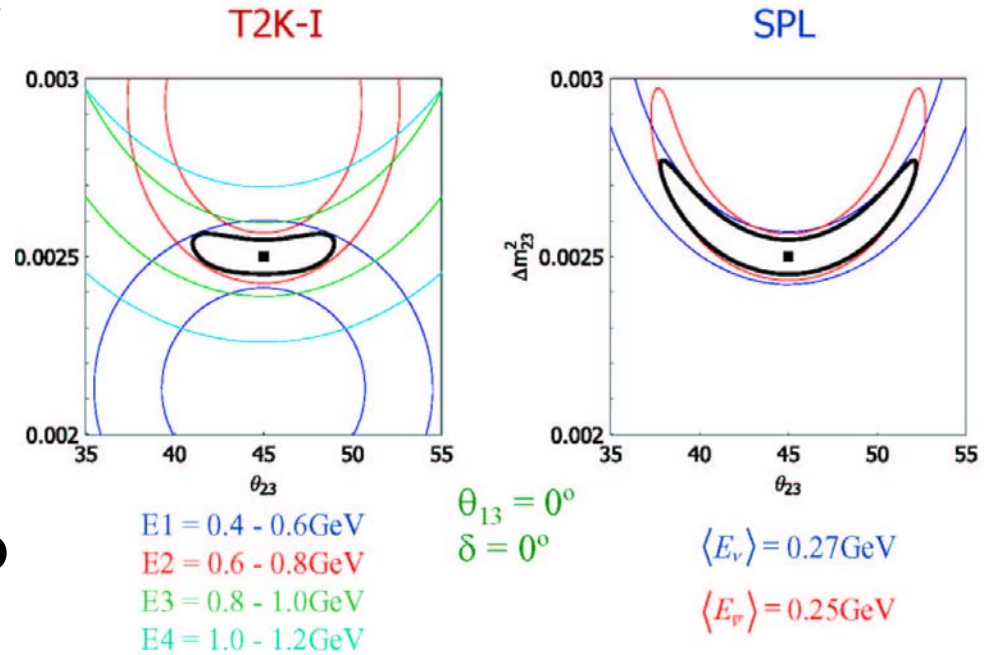 T2K-I
SPL
0.003
0.0025
0.002
35 40 45 50 55
θ23
0.003
Δm²23 0.0025
0.002
35 40 45 50 55
θ23
E1 = 0.4 - 0.6GeV
E2 = 0.6 - 0.8GeV
E3 = 0.8 - 1.0GeV
E4 = 1.0 - 1.2GeV
θ13 = 0º
δ = 0º
⟨Eν⟩ = 0.27GeV
⟨Eν̅⟩ = 0.25GeV